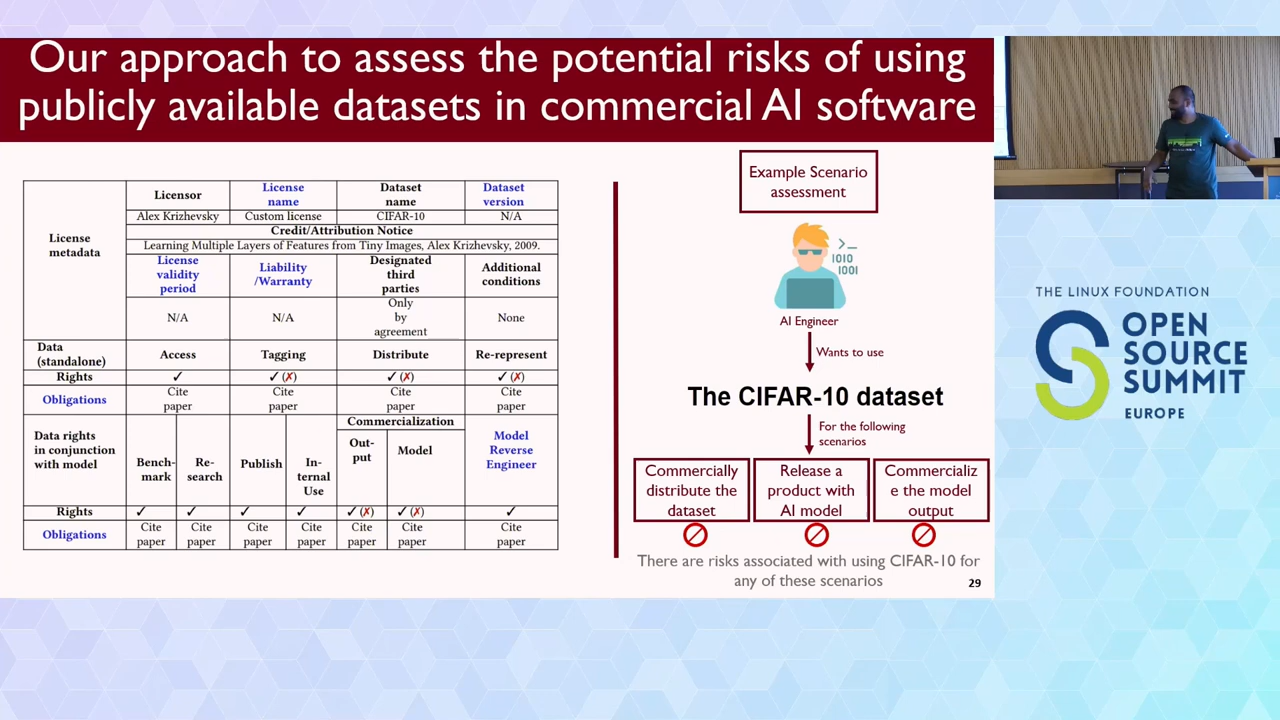 Our approach to assess the potential risks of using
publicly available datasets in commercial AI software
License metadata
Licensor
License name
Dataset name
Dataset version
Alex Krizhevsky
Custom license
CIFAR-10
N/A
Credit/Attribution Notice
Learning Multiple Layers of Features from Tiny Images, Alex Krizhevsky, 2009.
License validity period
Liability /Warranty
Designated third parties
Additional conditions
N/A
N/A
Only by agreement
None
Data (standalone)
Access
Tagging
Distribute
Re-represent
Rights
✓
✓(✗)
✓(✗)
✓(✗)
Obligations
Cite paper
Cite paper
Cite paper
Cite paper
Data rights in conjunction with model
Bench-mark
Re-search
Publish
In-ternal Use
Commercialization
Out-put
Model
Model Reverse Engineer
Rights
✓
✓
✓
✓
✓(✗)
✓(✗)
✓
Obligations
Cite paper
Cite paper
Cite paper
Cite paper
Cite paper
Cite paper
Cite paper
Example Scenario
assessment
>_
1010
1001
AI Engineer
Wants to use
The CIFAR-10 dataset
For the following
scenarios
Commercially
distribute the
dataset
Release a
product with
AI model
Commercializ
e the model
output
There are risks associated with using CIFAR-10 for
any of these scenarios
29
THE LINUX FOUNDATION
OPEN
SOURCE
SUMMIT
EUROPE